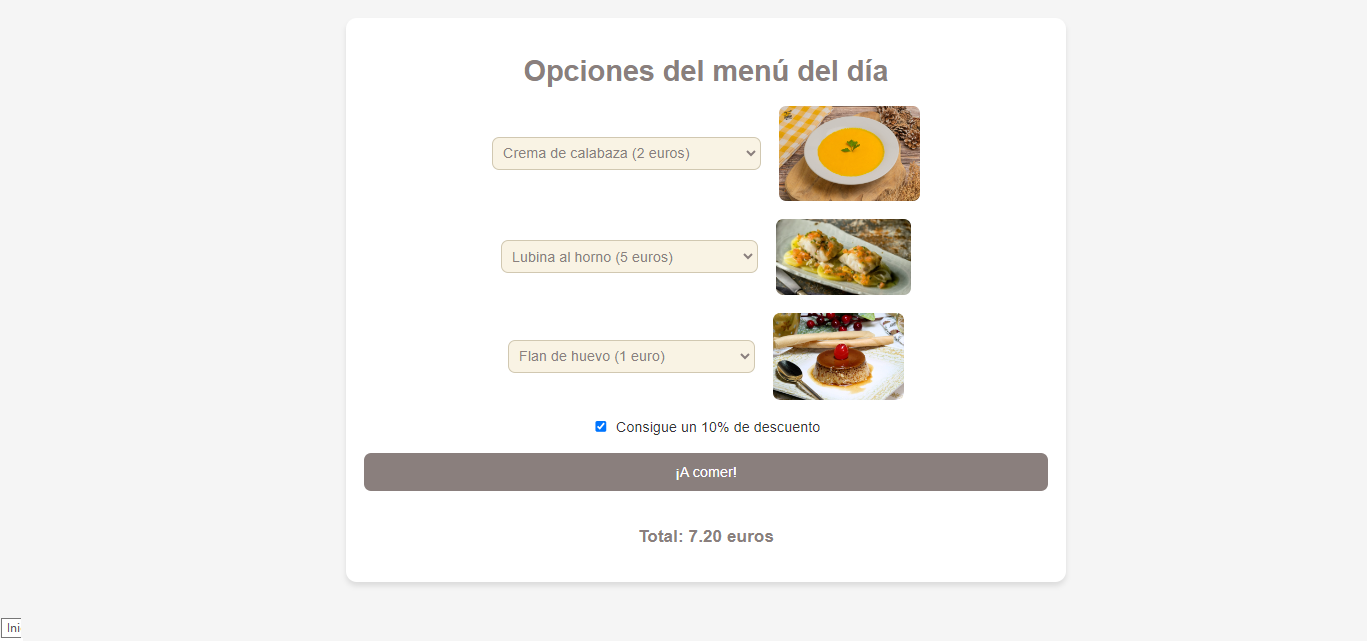 Opciones del menú del día
Crema de calabaza (2 euros)
Lubina al horno (5 euros)
Flan de huevo (1 euro)
Consigue un 10% de descuento
¡A comer!
Total: 7.20 euros
Ini